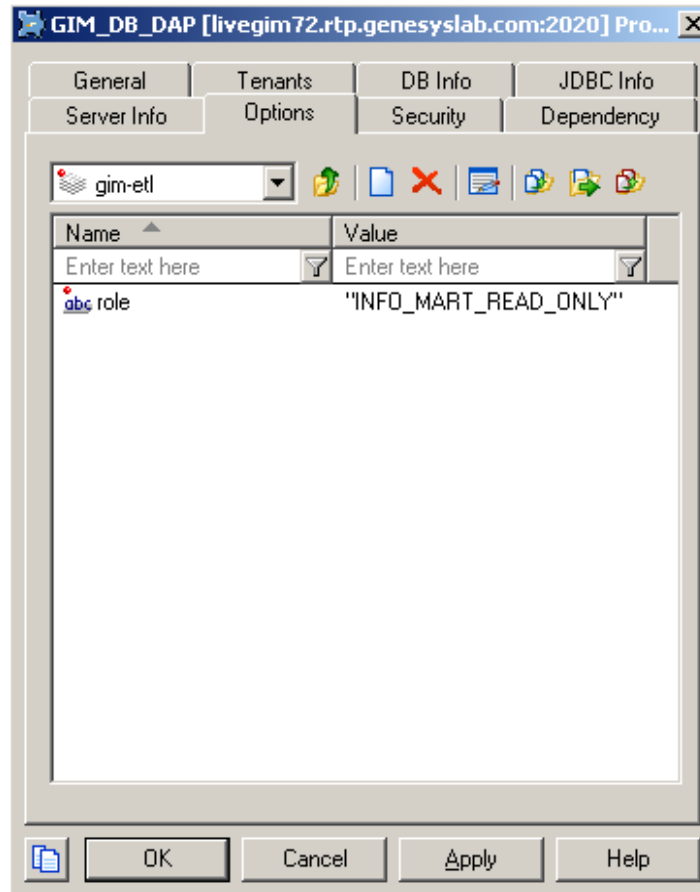 GIM_DB_DAP [livegim72.rtp.genesyslab.com:2020] Pro...
General Tenants DB Info JDBC Info
Server Info Options Security Dependency
gim-etl
Name Value
Enter text here Enter text here
abc role "INFO_MART_READ_ONLY"
OK Cancel Apply Help